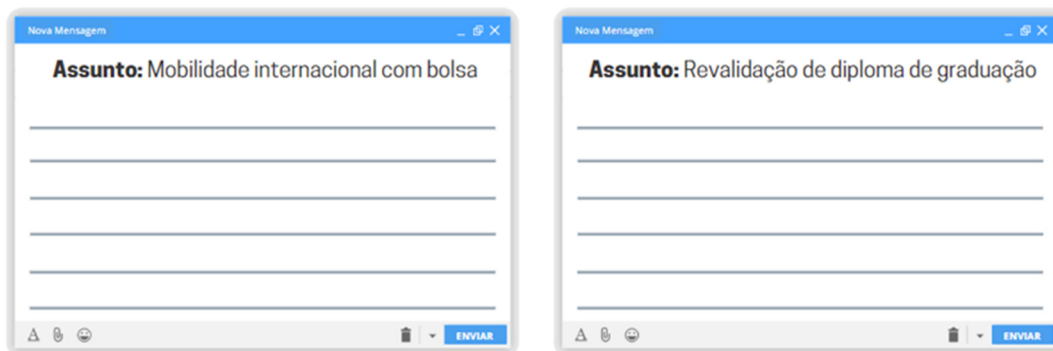 Nova Mensagem
Assunto: Mobilidade internacional com bolsa
A
ENVIAR
Nova Mensagem
Assunto: Revalidação de diploma de graduação
A
ENVIAR